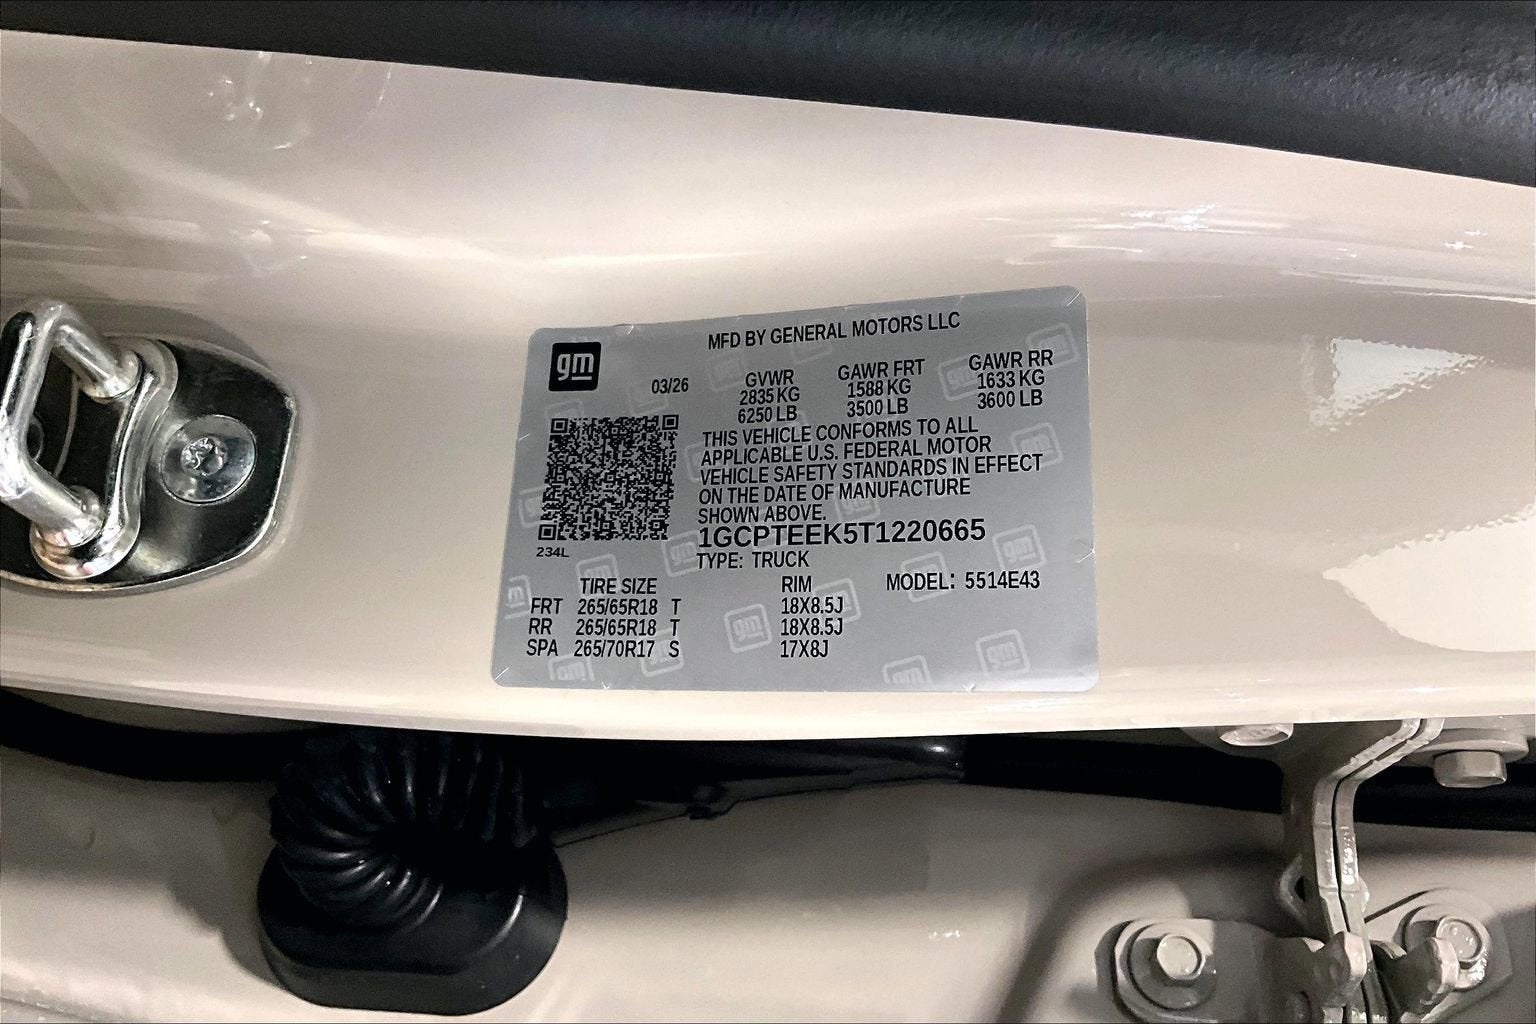 MFD BY GENERAL MOTORS LLC
gm
03/26 GVWR GAWR FRT GAWR RR
2835 KG 1588 KG 1633 KG
6250 LB 3500 LB 3600 LB
THIS VEHICLE CONFORMS TO ALL
APPLICABLE U.S. FEDERAL MOTOR
VEHICLE SAFETY STANDARDS IN EFFECT
ON THE DATE OF MANUFACTURE
SHOWN ABOVE.
1GCPTEEK5T1220665
234L
TYPE: TRUCK
TIRE SIZE RIM MODEL: 5514E43
FRT 265/65R18 T 18X8.5J
RR 265/65R18 T 18X8.5J
SPA 265/70R17 S 17X8J